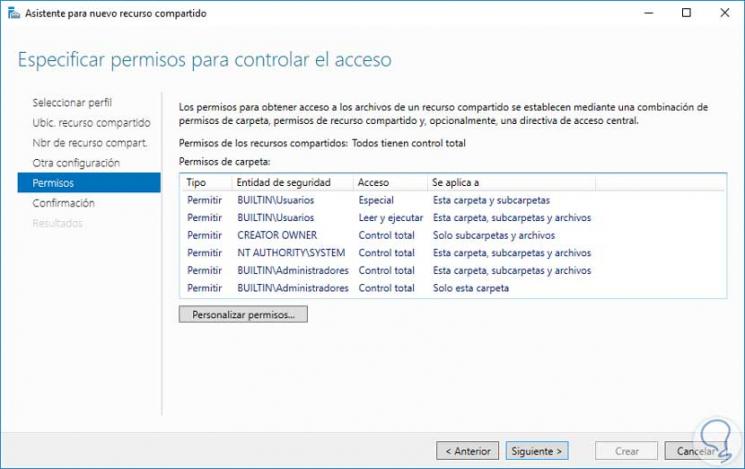 Asistente para nuevo recurso compartido
Especificar permisos para controlar el acceso
Seleccionar perfil
Ubic. recurso compartido
Nbr de recurso compart.
Otra configuración
Permisos
Confirmación
Resultados
Los permisos para obtener acceso a los archivos de un recurso compartido se establecen mediante una combinación de
permisos de carpeta, permisos de recurso compartido y, opcionalmente, una directiva de acceso central.
Permisos de los recursos compartidos: Todos tienen control total
Permisos de carpeta:
Tipo Entidad de seguridad Acceso Se aplica a
Permitir BUILTIN\Usuarios Especial Esta carpeta y subcarpetas
Permitir BUILTIN\Usuarios Leer y ejecutar Esta carpeta, subcarpetas y archivos
Permitir CREATOR OWNER Control total Solo subcarpetas y archivos
Permitir NT AUTHORITY\SYSTEM Control total Esta carpeta, subcarpetas y archivos
Permitir BUILTIN\Administradores Control total Esta carpeta, subcarpetas y archivos
Permitir BUILTIN\Administradores Control total Solo esta carpeta
Personalizar permisos...
< Anterior Siguiente > Crear Cancelar